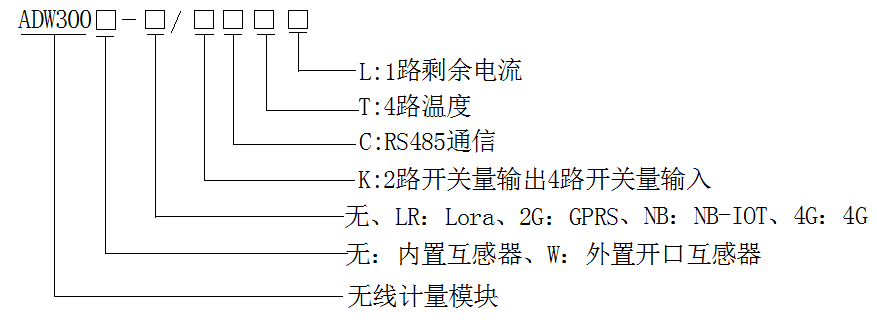 ADW300□-□/□□□□
L:1路剩余电流
T:4路温度
C:RS485通信
K:2路开关量输出4路开关量输入
无、LR：Lora、2G：GPRS、NB：NB-IOT、4G：4G
无：内置互感器、W：外置开口互感器
无线计量模块